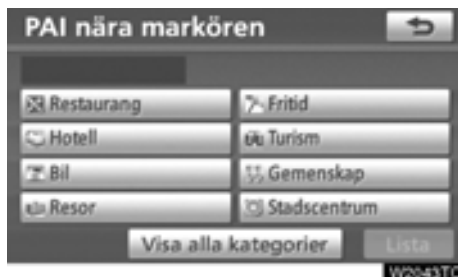 PAI nära markören
Restaurang
Fritid
Hotell
Turism
Bil
Gemenskap
Resor
Stadscentrum
Visa alla kategorier
Lista
W2043TC